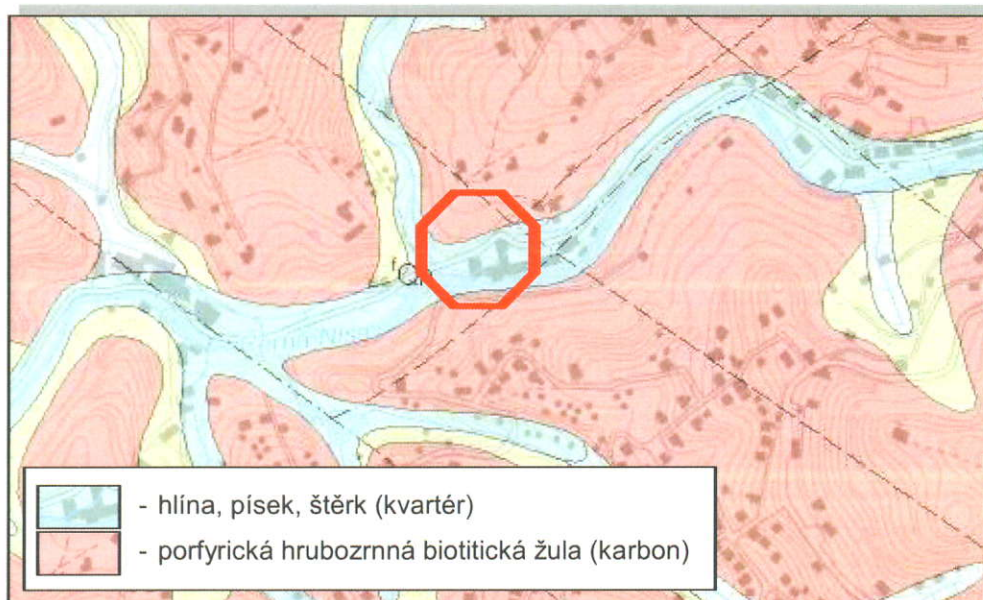 - hlína, písek, štěrk (kvartér)
- porfyrická hrubozrnná biotitická žula (karbon)